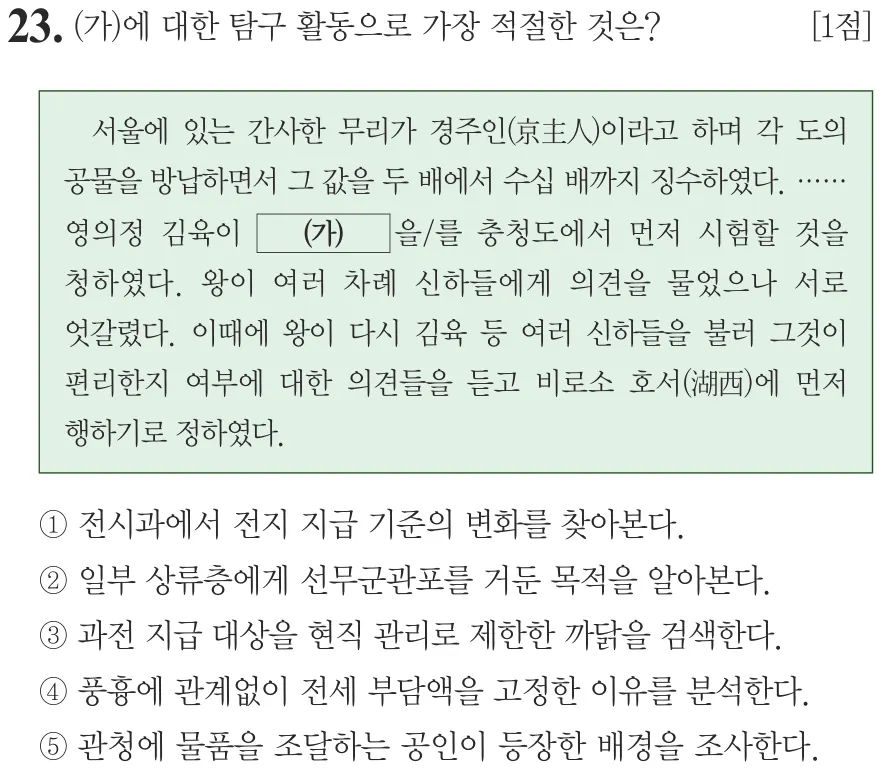 23. (가)에 대한 탐구 활동으로 가장 적절한 것은? [1점]
서울에 있는 간사한 무리가 경주인(京主人)이라고 하며 각 도의
공물을 방납하면서 그 값을 두 배에서 수십 배까지 징수하였다. ……
영의정 김육이 (가) 을/를 충청도에서 먼저 시험할 것을
청하였다. 왕이 여러 차례 신하들에게 의견을 물었으나 서로
엇갈렸다. 이때에 왕이 다시 김육 등 여러 신하들을 불러 그것이
편리한지 여부에 대한 의견들을 듣고 비로소 호서(湖西)에 먼저
행하기로 정하였다.
① 전시과에서 전지 지급 기준의 변화를 찾아본다.
② 일부 상류층에게 선무군관포를 거둔 목적을 알아본다.
③ 과전 지급 대상을 현직 관리로 제한한 까닭을 검색한다.
④ 풍흉에 관계없이 전세 부담액을 고정한 이유를 분석한다.
⑤ 관청에 물품을 조달하는 공인이 등장한 배경을 조사한다.